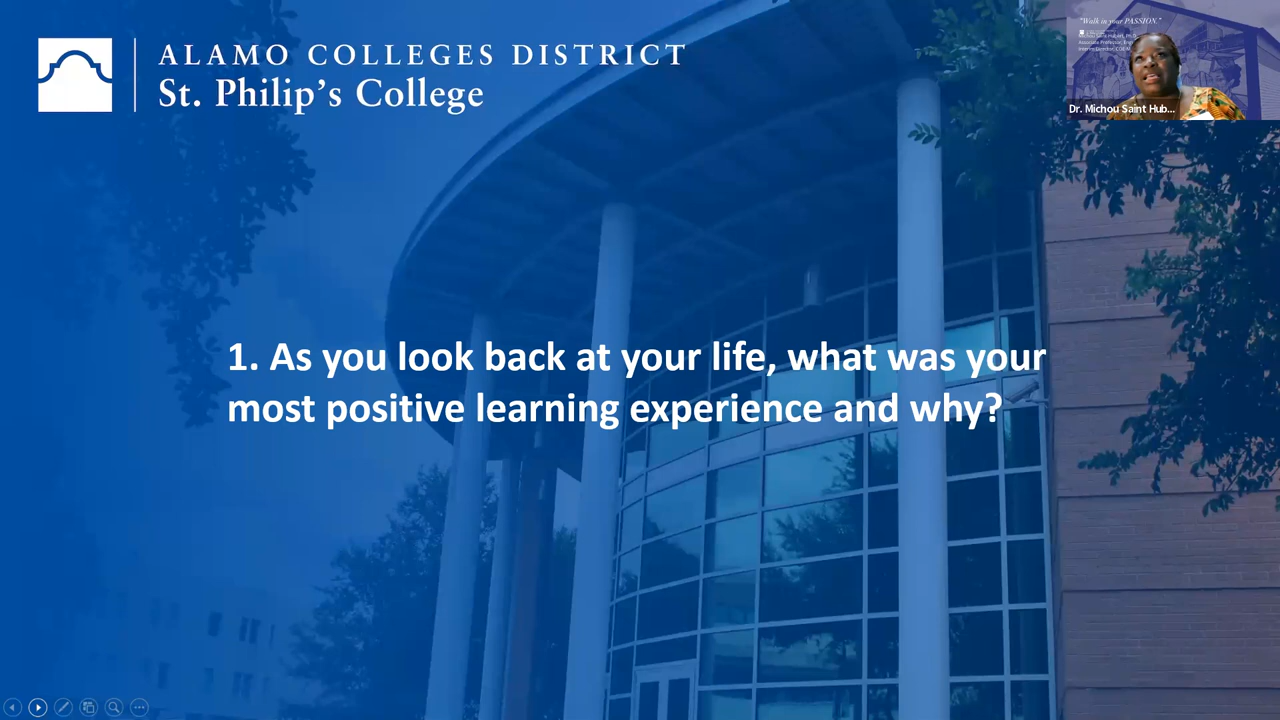 ALAMO COLLEGES DISTRICT
St. Philip's College
"Walk in your PASSION."
Dr. Michou Saint Hub...
1. As you look back at your life, what was your
most positive learning experience and why?